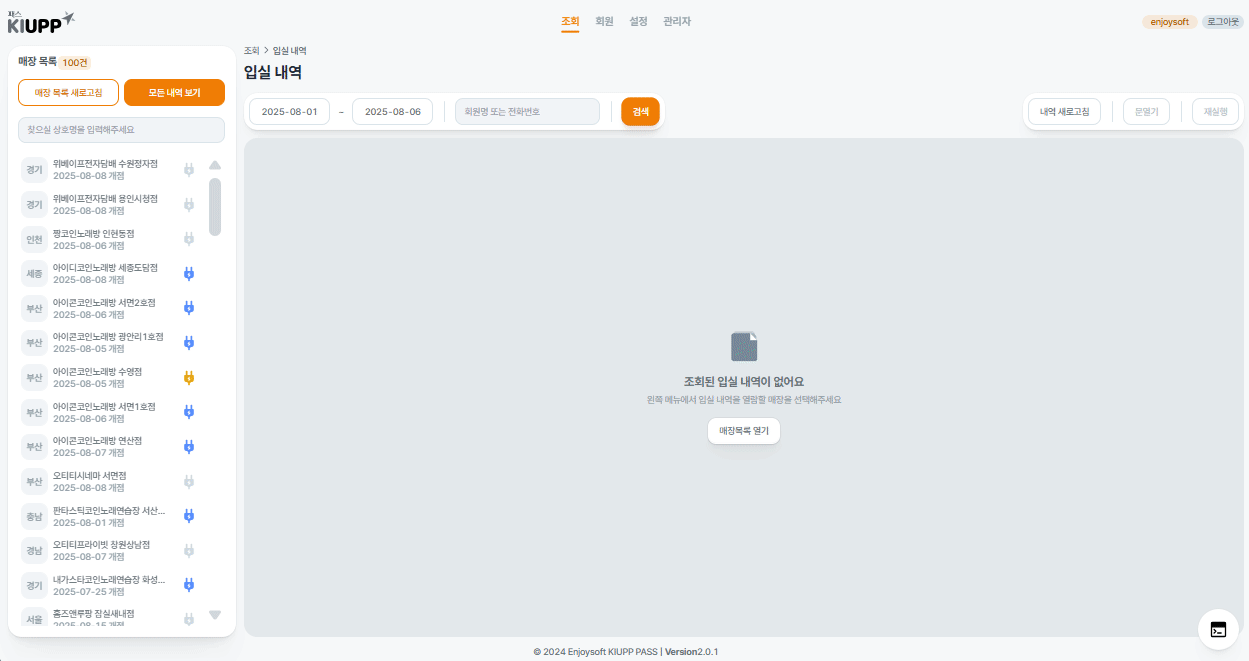 패스
KIUPP
조회 회원 설정 관리자
enjoysoft 로그아웃
매장 목록 100건
매장 목록 새로고침 모든 내역 보기
찾으실 상호명을 입력해주세요
경기 위베이프전자담배 수원정자점
2025-08-08 개점
경기 위베이프전자담배 용인시청점
2025-08-08 개점
인천 짱코인노래방 인현동점
2025-08-06 개점
세종 아이디코인노래방 세종도담점
2025-08-08 개점
부산 아이콘코인노래방 서면2호점
2025-08-06 개점
부산 아이콘코인노래방 광안리1호점
2025-08-05 개점
부산 아이콘코인노래방 수영점
2025-08-05 개점
부산 아이콘코인노래방 서면1호점
2025-08-06 개점
부산 아이콘코인노래방 연산점
2025-08-07 개점
부산 오티티시네마 서면점
2025-08-08 개점
충남 판타스틱코인노래연습장 서산...
2025-08-01 개점
경남 오티티프라이빗 창원상남점
2025-08-07 개점
경기 내가스타코인노래연습장 화성...
2025-07-25 개점
서울 홈즈앤루팡 잠실새내점
2025-08-15 개점
조회 > 입실 내역
입실 내역
2025-08-01 ~ 2025-08-06 회원명 또는 전화번호 검색
내역 새로고침 문열기 재실행
조회된 입실 내역이 없어요
왼쪽 메뉴에서 입실 내역을 열람할 매장을 선택해주세요
매장목록 열기
© 2024 Enjoysoft KIUPP PASS | Version2.0.1